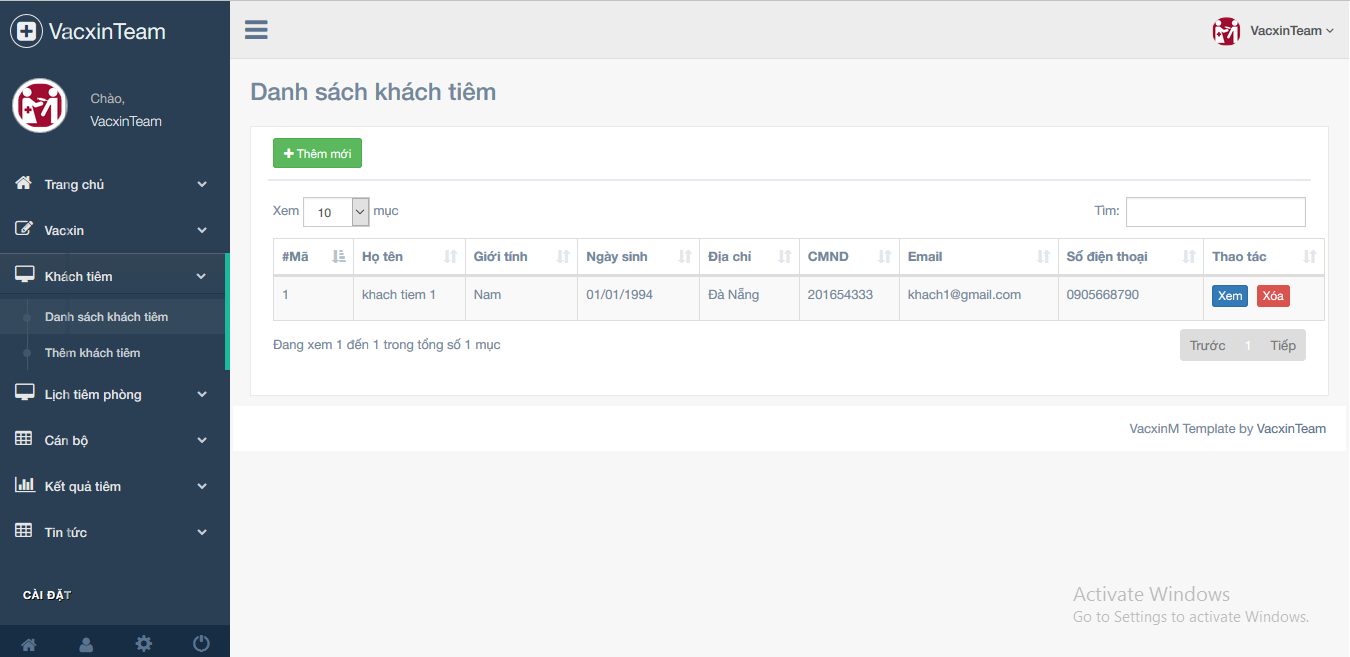 VacxinTeam
VacxinTeam
Chào,
VacxinTeam
Trang chủ
Vacxin
Khách tiêm
Danh sách khách tiêm
Thêm khách tiêm
Lịch tiêm phòng
Cán bộ
Kết quả tiêm
Tin tức
CÀI ĐẶT
Danh sách khách tiêm
Thêm mới
Xem 10 mục Tìm:
#Mã Họ tên Giới tính Ngày sinh Địa chỉ CMND Email Số điện thoại Thao tác
1 khach tiem 1 Nam 01/01/1994 Đà Nẵng 201654333 khach1@gmail.com 0905668790 Xem Xóa
Đang xem 1 đến 1 trong tổng số 1 mục Trước 1 Tiếp
VacxinM Template by VacxinTeam
Activate Windows
Go to Settings to activate Windows.